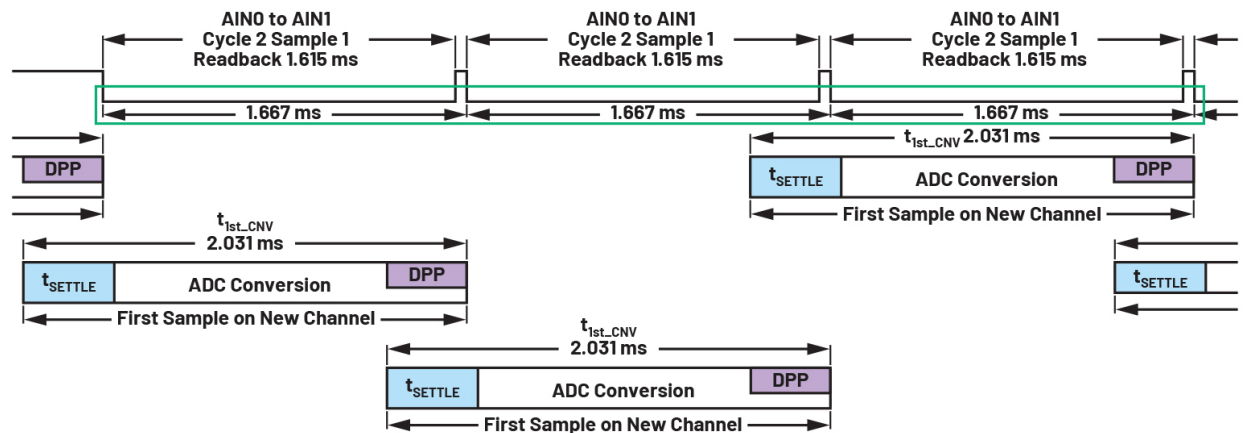 AIN0 to AIN1
Cycle 2 Sample 1
Readback 1.615 ms
AIN0 to AIN1
Cycle 2 Sample 1
Readback 1.615 ms
AIN0 to AIN1
Cycle 2 Sample 1
Readback 1.615 ms
1.667 ms
1.667 ms
1.667 ms
t1st_CNV 2.031 ms
DPP
tSETTLE
ADC Conversion
DPP
First Sample on New Channel
t1st_CNV
2.031 ms
tSETTLE
ADC Conversion
DPP
First Sample on New Channel
tSETTLE
t1st_CNV
2.031 ms
tSETTLE
ADC Conversion
DPP
First Sample on New Channel